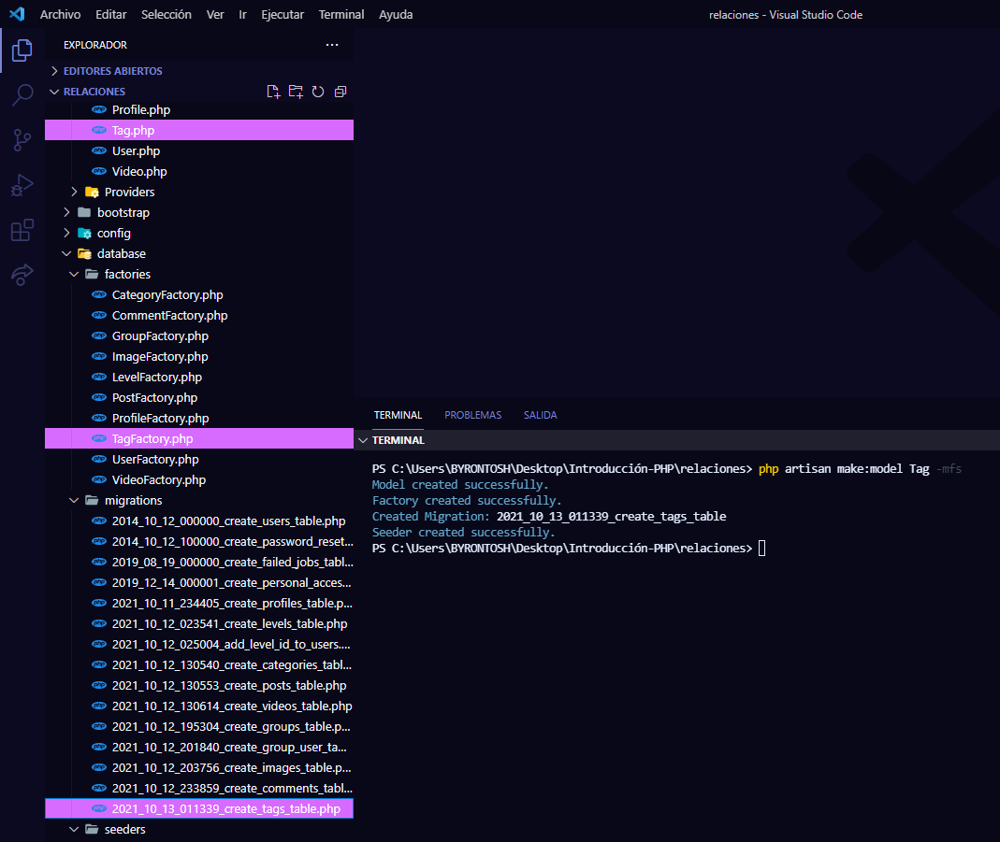 Archivo Editar Selección Ver Ir Ejecutar Terminal Ayuda relaciones - Visual Studio Code
EXPLORADOR
EDITORES ABIERTOS
RELACIONES
Profile.php
Tag.php
User.php
Video.php
Providers
bootstrap
config
database
factories
CategoryFactory.php
CommentFactory.php
GroupFactory.php
ImageFactory.php
LevelFactory.php
PostFactory.php
ProfileFactory.php
TagFactory.php
UserFactory.php
VideoFactory.php
migrations
2014_10_12_000000_create_users_table.php
2014_10_12_100000_create_password_reset...
2019_08_19_000000_create_failed_jobs_tabl...
2019_12_14_000001_create_personal_acces...
2021_10_11_234405_create_profiles_table.p...
2021_10_12_023541_create_levels_table.php
2021_10_12_025004_add_level_id_to_users....
2021_10_12_130540_create_categories_tabl...
2021_10_12_130553_create_posts_table.php
2021_10_12_130614_create_videos_table.php
2021_10_12_195304_create_groups_table.p...
2021_10_12_201840_create_group_user_ta...
2021_10_12_203756_create_images_table.p...
2021_10_12_233859_create_comments_tabl...
2021_10_13_011339_create_tags_table.php
seeders
TERMINAL PROBLEMAS SALIDA
TERMINAL
PS C:\Users\BYRONTOSH\Desktop\Introducción-PHP\relaciones> php artisan make:model Tag -mfs
Model created successfully.
Factory created successfully.
Created Migration: 2021_10_13_011339_create_tags_table
Seeder created successfully.
PS C:\Users\BYRONTOSH\Desktop\Introducción-PHP\relaciones>